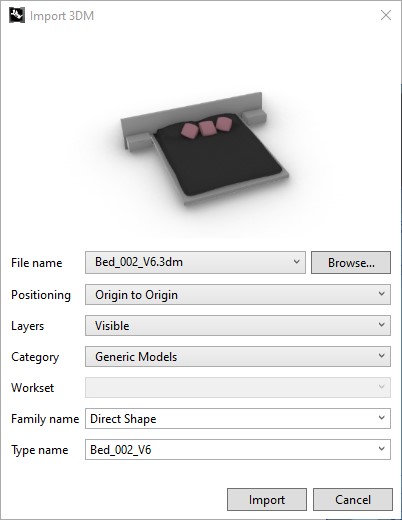 Import 3DM
File name Bed_002_V6.3dm Browse...
Positioning Origin to Origin
Layers Visible
Category Generic Models
Workset
Family name Direct Shape
Type name Bed_002_V6
Import Cancel